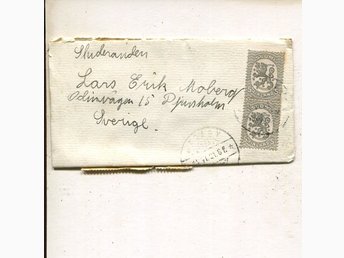 Studeranden
Lars Erik Moberg
Odinvägen 15 Djursholm
Sverige.